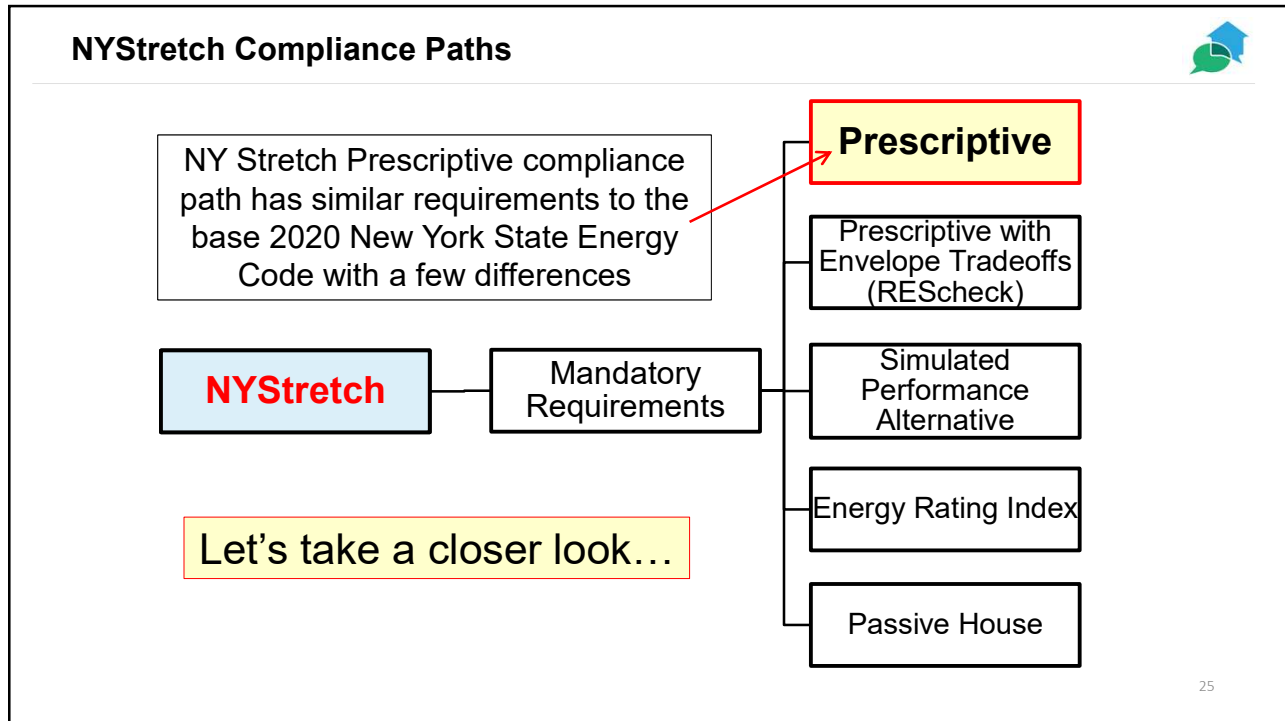 NYStretch Compliance Paths
NY Stretch Prescriptive compliance
path has similar requirements to the
base 2020 New York State Energy
Code with a few differences
Prescriptive
Prescriptive with
Envelope Tradeoffs
(REScheck)
NYStretch
Mandatory
Requirements
Simulated
Performance
Alternative
Energy Rating Index
Let’s take a closer look…
Passive House
25